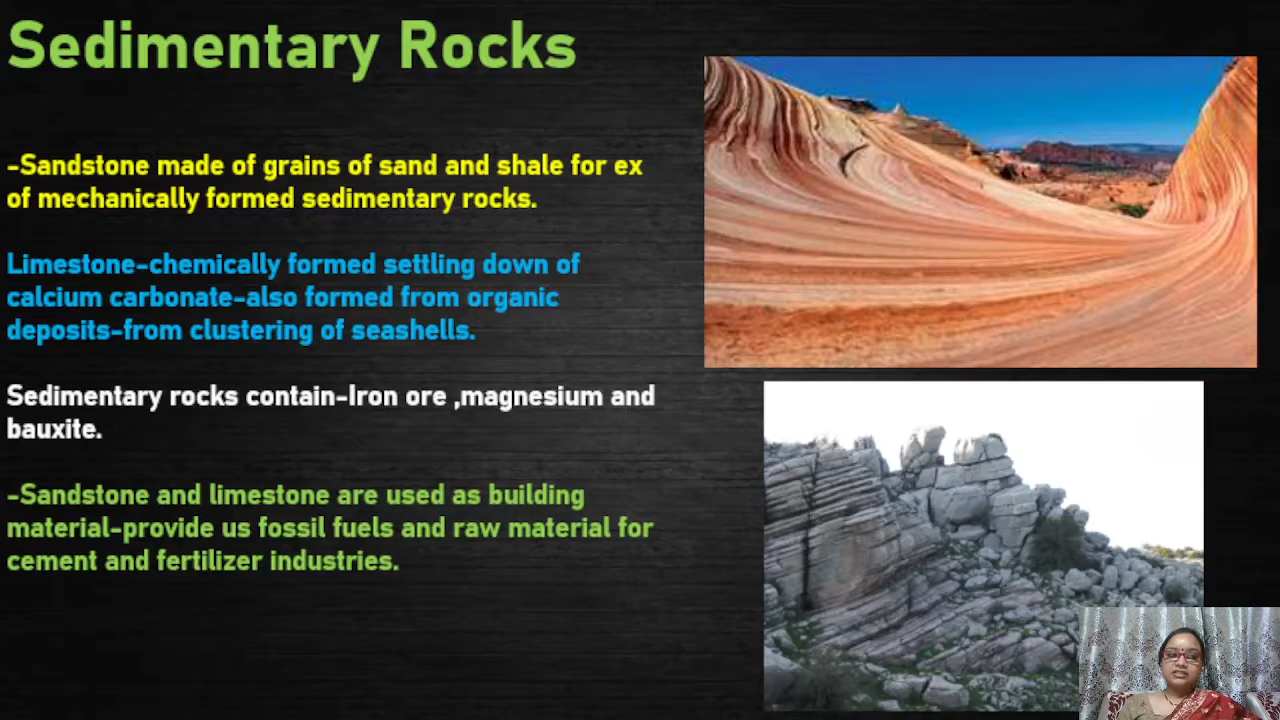 Sedimentary Rocks
-Sandstone made of grains of sand and shale for ex
of mechanically formed sedimentary rocks.
Limestone-chemically formed settling down of
calcium carbonate-also formed from organic
deposits-from clustering of seashells.
Sedimentary rocks contain-Iron ore ,magnesium and
bauxite.
-Sandstone and limestone are used as building
material-provide us fossil fuels and raw material for
cement and fertilizer industries.